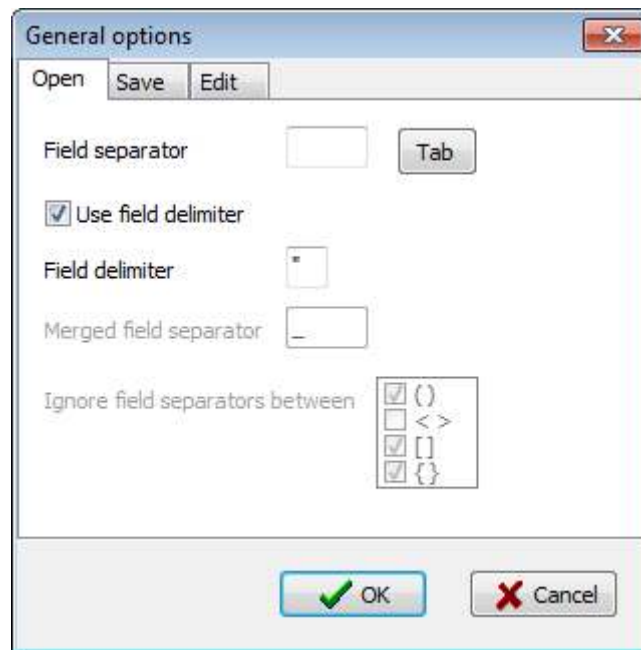 General options
Open Save Edit
Field separator Tab
Use field delimiter
Field delimiter "
Merged field separator _
Ignore field separators between
( )
< >
[ ]
{ }
OK Cancel